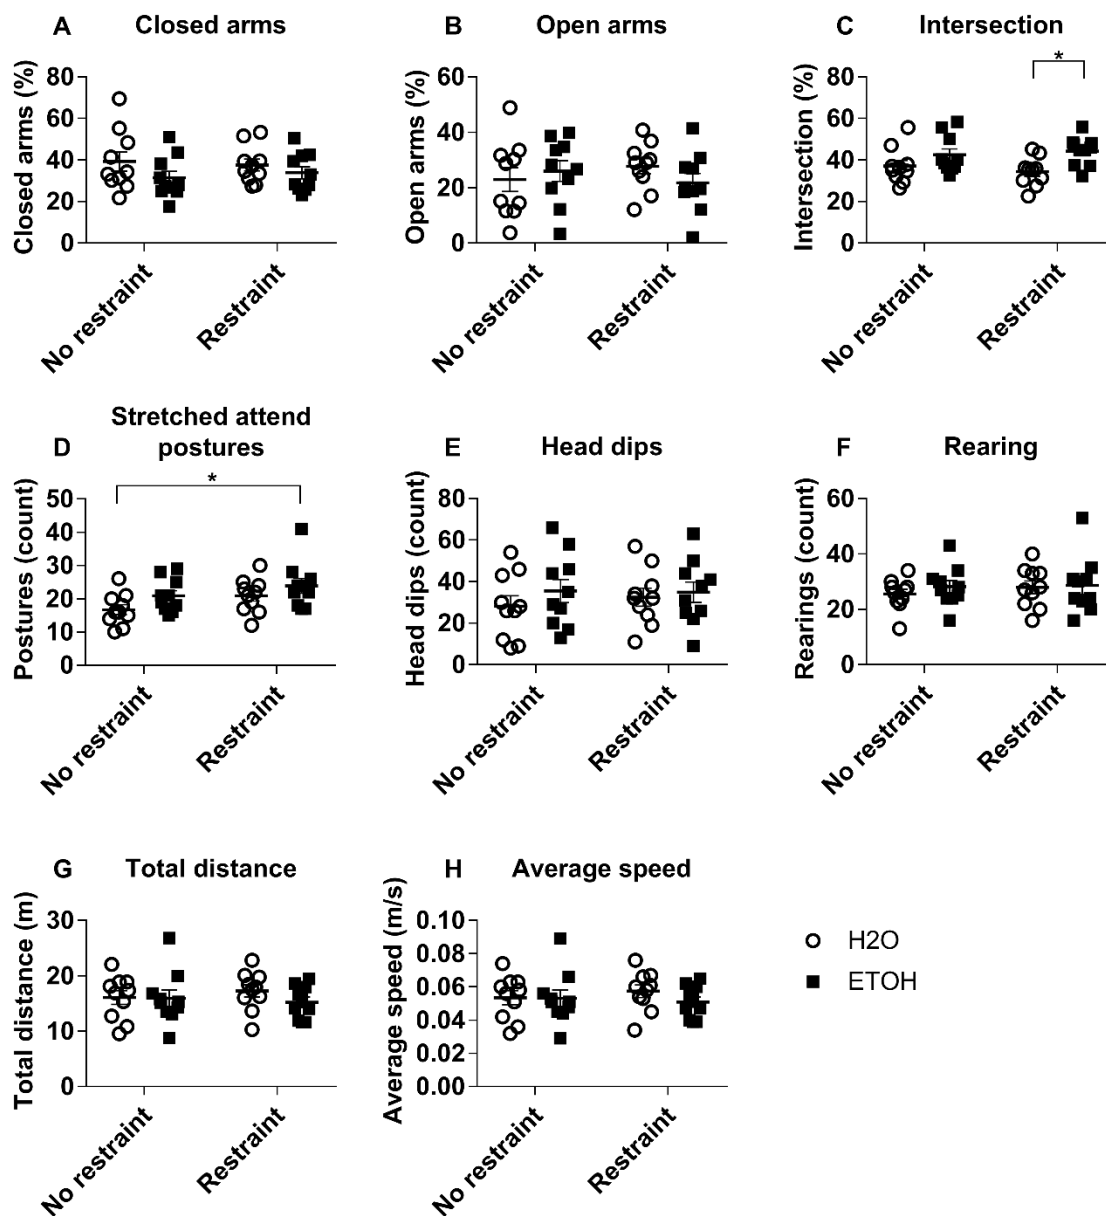 A Closed arms
Closed arms (%)
80
60
40
20
0
No restraint
Restraint
B Open arms
Open arms (%)
60
40
20
0
No restraint
Restraint
C Intersection
*
Intersection (%)
80
60
40
20
0
No restraint
Restraint
D Stretched attend
postures
*
Postures (count)
50
40
30
20
10
0
No restraint
Restraint
E Head dips
Head dips (count)
80
60
40
20
0
No restraint
Restraint
F Rearing
Rearings (count)
60
40
20
0
No restraint
Restraint
G Total distance
Total distance (m)
30
20
10
0
No restraint
Restraint
H Average speed
Average speed (m/s)
0.10
0.08
0.06
0.04
0.02
0.00
No restraint
Restraint
H2O
ETOH